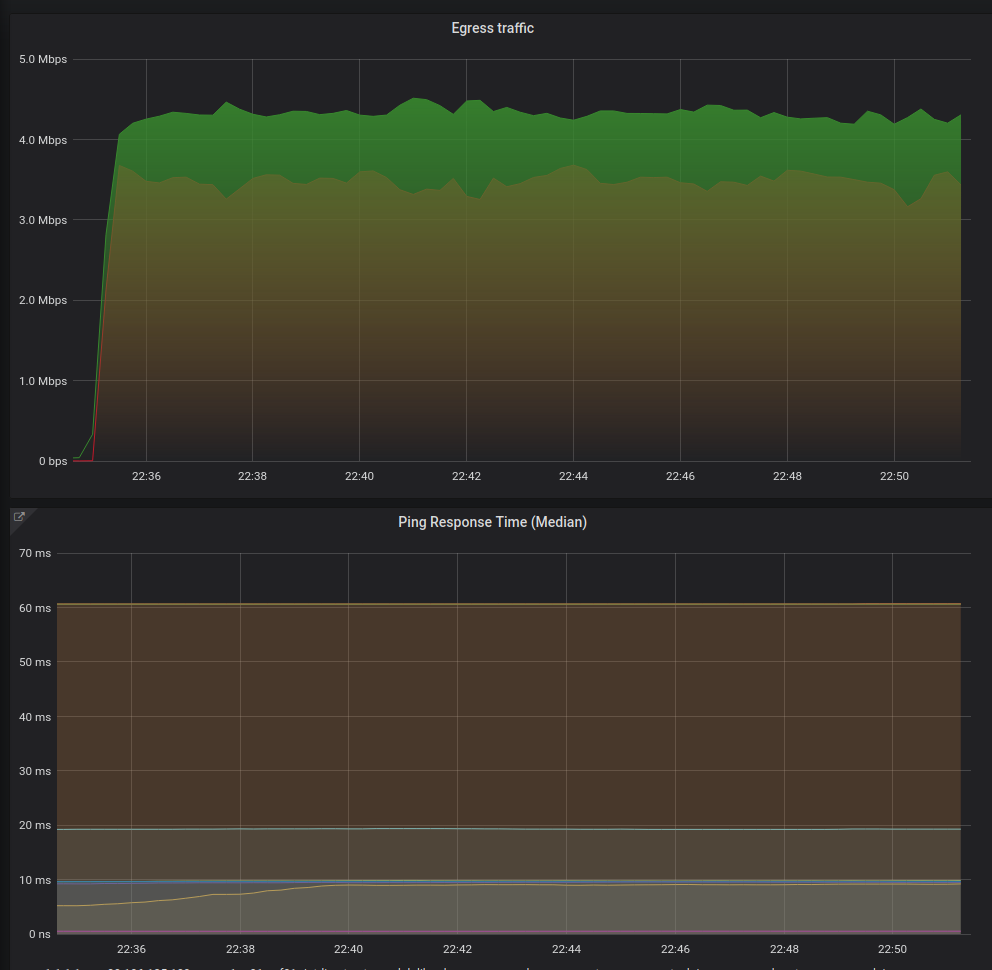 Egress traffic
5.0 Mbps
4.0 Mbps
3.0 Mbps
2.0 Mbps
1.0 Mbps
0 bps
22:36 22:38 22:40 22:42 22:44 22:46 22:48 22:50
Ping Response Time (Median)
70 ms
60 ms
50 ms
40 ms
30 ms
20 ms
10 ms
0 ns
22:36 22:38 22:40 22:42 22:44 22:46 22:48 22:50